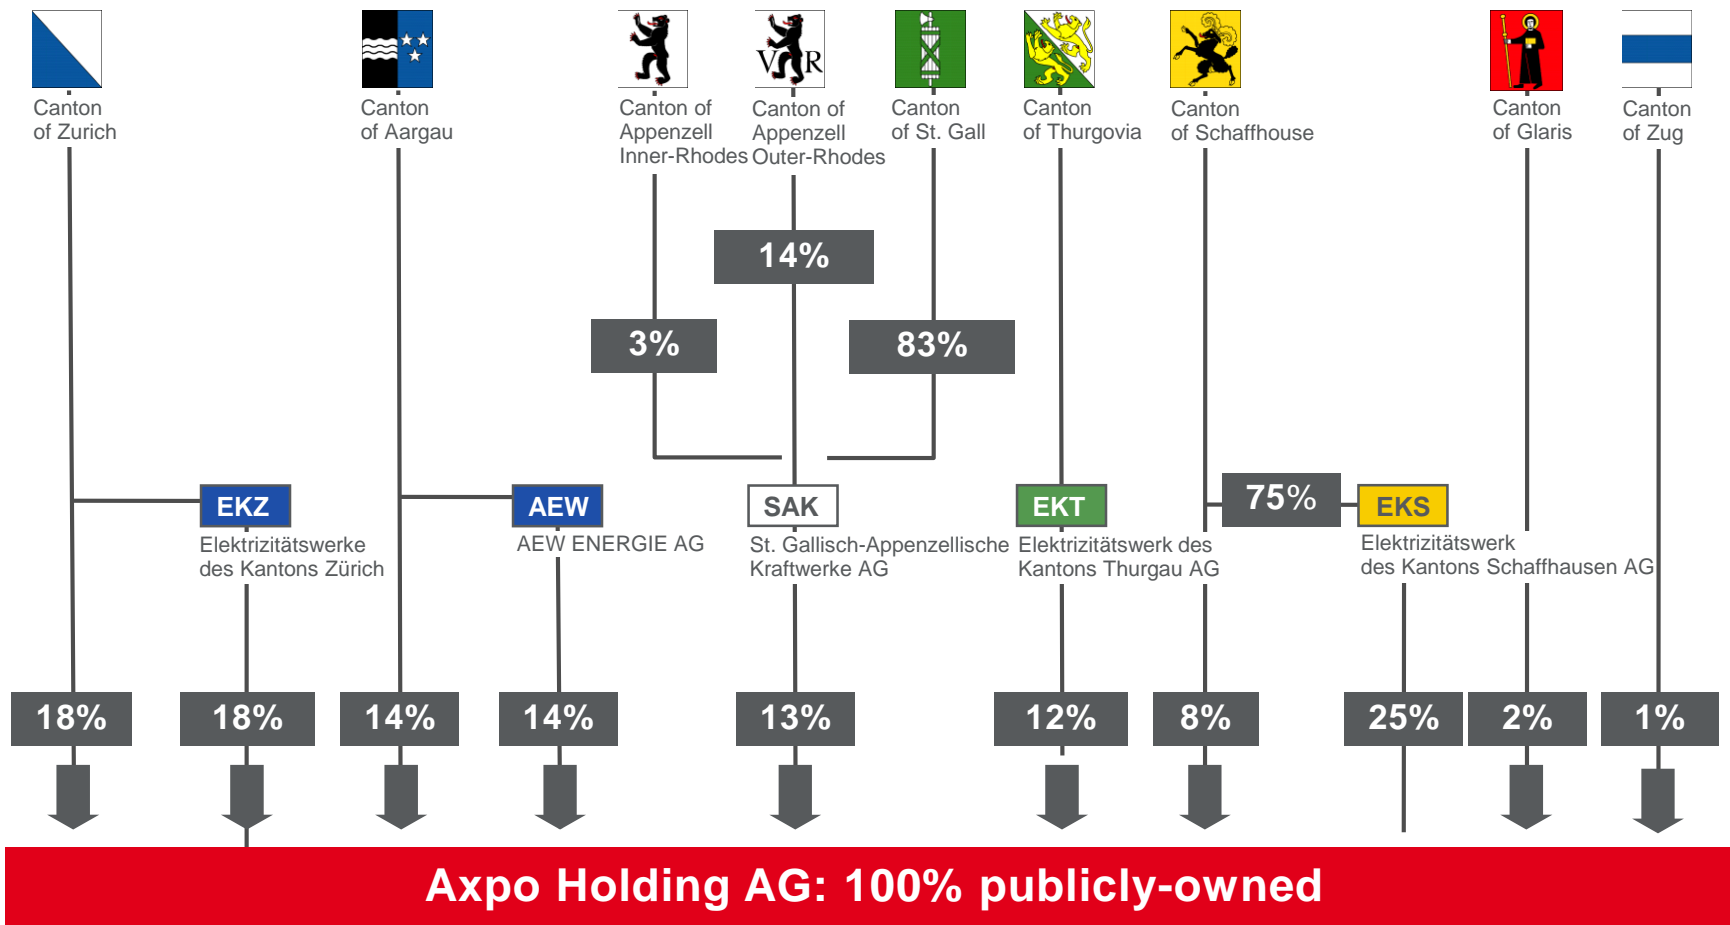 VR
Canton
of Zurich
Canton
of Aargau
Canton of
Appenzell
Inner-Rhodes
Canton of
Appenzell
Outer-Rhodes
Canton
of St. Gall
Canton
of Thurgovia
Canton
of Schaffhouse
Canton
of Glaris
Canton
of Zug
14%
3%
83%
EKZ
Elektrizitätswerke
des Kantons Zürich
AEW
AEW ENERGIE AG
SAK
St. Gallisch-Appenzellische
Kraftwerke AG
EKT
Elektrizitätswerk des
Kantons Thurgau AG
75%
EKS
Elektrizitätswerk
des Kantons Schaffhausen AG
18%
18%
14%
14%
13%
12%
8%
25%
2%
1%
Axpo Holding AG: 100% publicly-owned